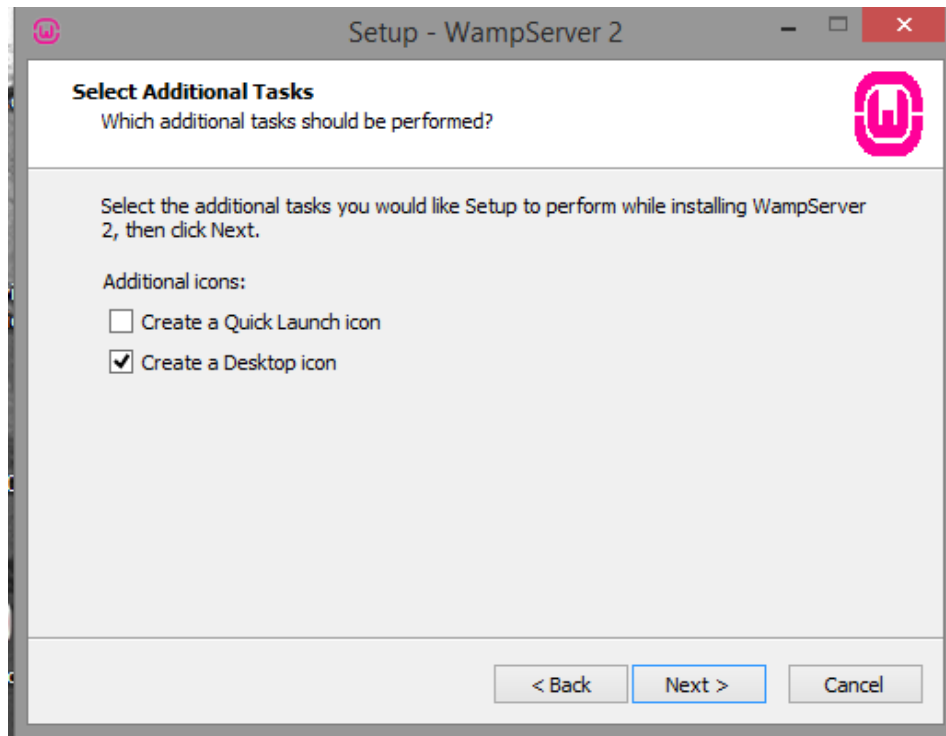 Setup - WampServer 2
Select Additional Tasks
Which additional tasks should be performed?
Select the additional tasks you would like Setup to perform while installing WampServer
2, then click Next.
Additional icons:
Create a Quick Launch icon
Create a Desktop icon
< Back
Next >
Cancel